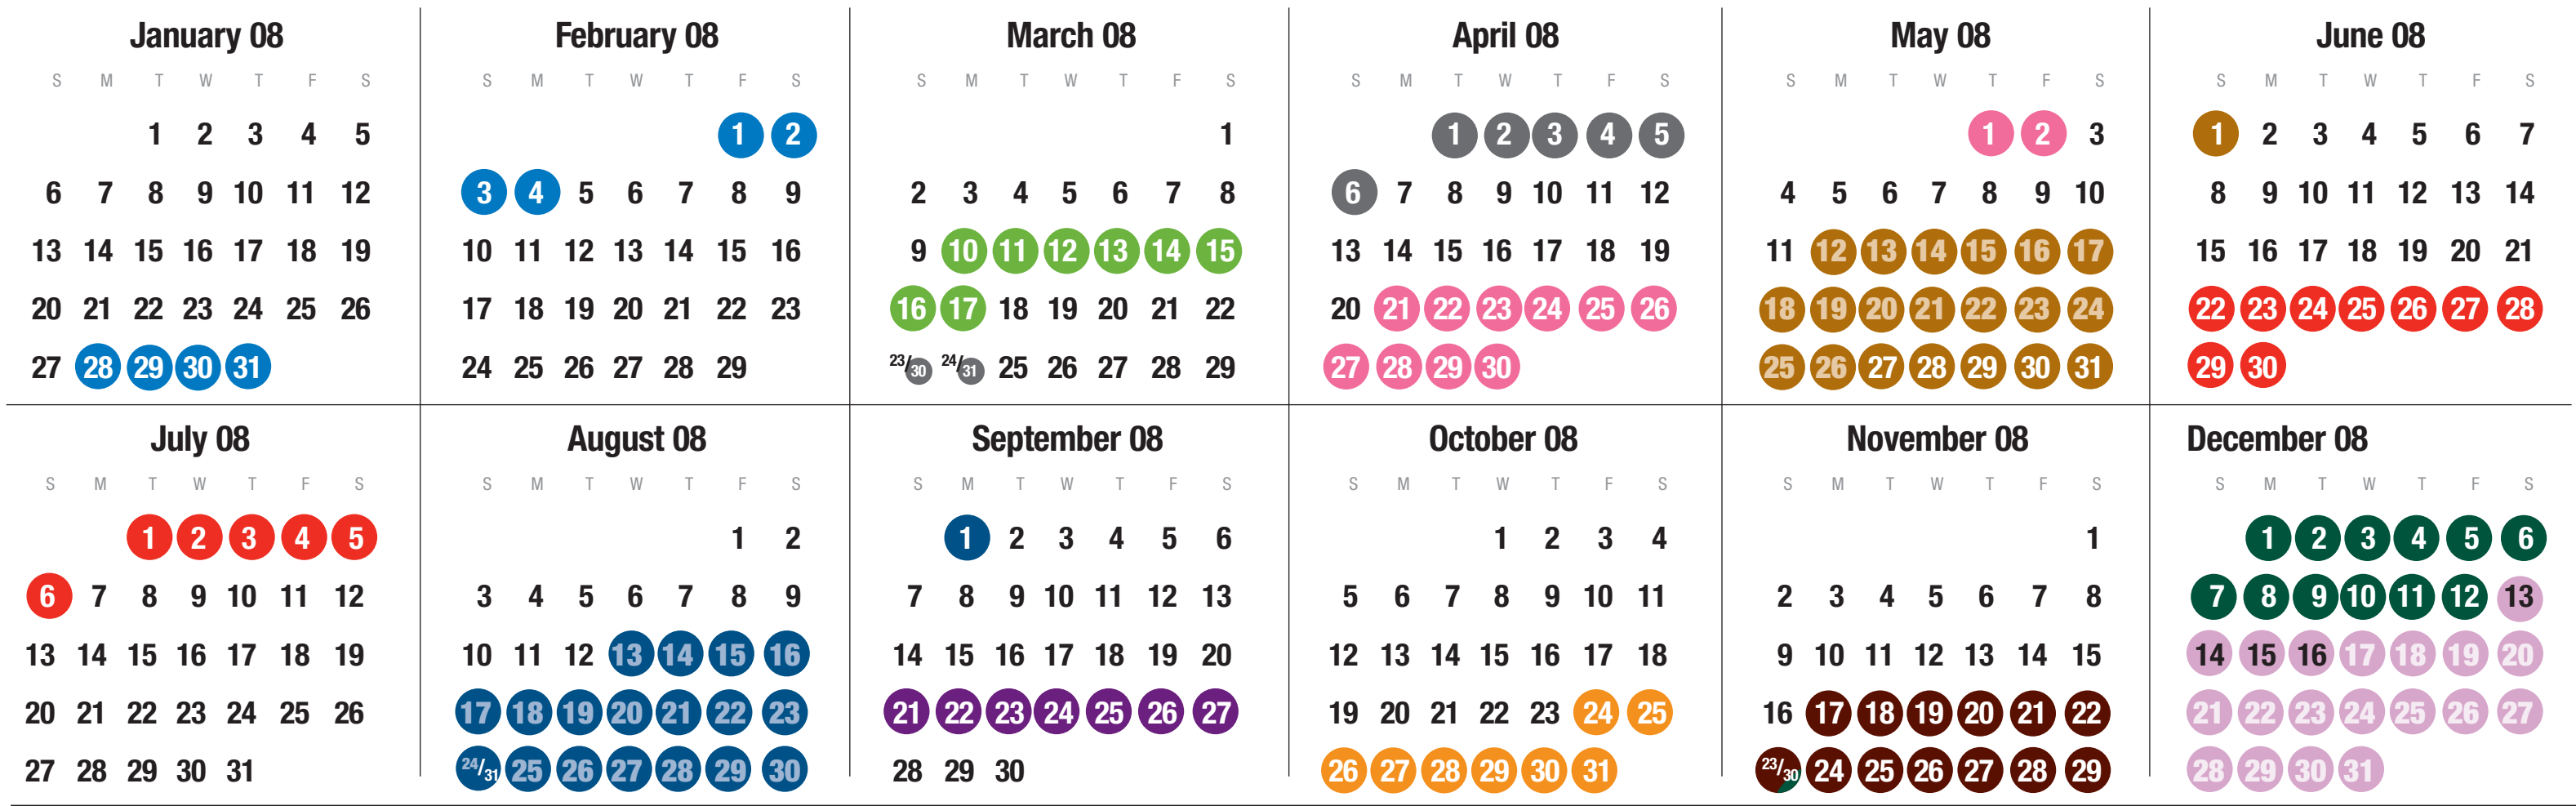 January 08
S M T W T F S
1 2 3 4 5
6 7 8 9 10 11 12
13 14 15 16 17 18 19
20 21 22 23 24 25 26
27 28 29 30 31
February 08
S M T W T F S
1 2
3 4 5 6 7 8 9
10 11 12 13 14 15 16
17 18 19 20 21 22 23
24 25 26 27 28 29
March 08
S M T W T F S
1
2 3 4 5 6 7 8
9 10 11 12 13 14 15
16 17 18 19 20 21 22
23/30 24/31 25 26 27 28 29
April 08
S M T W T F S
1 2 3 4 5
6 7 8 9 10 11 12
13 14 15 16 17 18 19
20 21 22 23 24 25 26
27 28 29 30
May 08
S M T W T F S
1 2 3
4 5 6 7 8 9 10
11 12 13 14 15 16 17
18 19 20 21 22 23 24
25 26 27 28 29 30 31
June 08
S M T W T F S
1 2 3 4 5 6 7
8 9 10 11 12 13 14
15 16 17 18 19 20 21
22 23 24 25 26 27 28
29 30
July 08
S M T W T F S
1 2 3 4 5
6 7 8 9 10 11 12
13 14 15 16 17 18 19
20 21 22 23 24 25 26
27 28 29 30 31
August 08
S M T W T F S
1 2
3 4 5 6 7 8 9
10 11 12 13 14 15 16
17 18 19 20 21 22 23
24/31 25 26 27 28 29 30
September 08
S M T W T F S
1 2 3 4 5 6
7 8 9 10 11 12 13
14 15 16 17 18 19 20
21 22 23 24 25 26 27
28 29 30
October 08
S M T W T F S
1 2 3 4
5 6 7 8 9 10 11
12 13 14 15 16 17 18
19 20 21 22 23 24 25
26 27 28 29 30 31
November 08
S M T W T F S
1
2 3 4 5 6 7 8
9 10 11 12 13 14 15
16 17 18 19 20 21 22
23/30 24 25 26 27 28 29
December 08
S M T W T F S
1 2 3 4 5 6
7 8 9 10 11 12 13
14 15 16 17 18 19 20
21 22 23 24 25 26 27
28 29 30 31